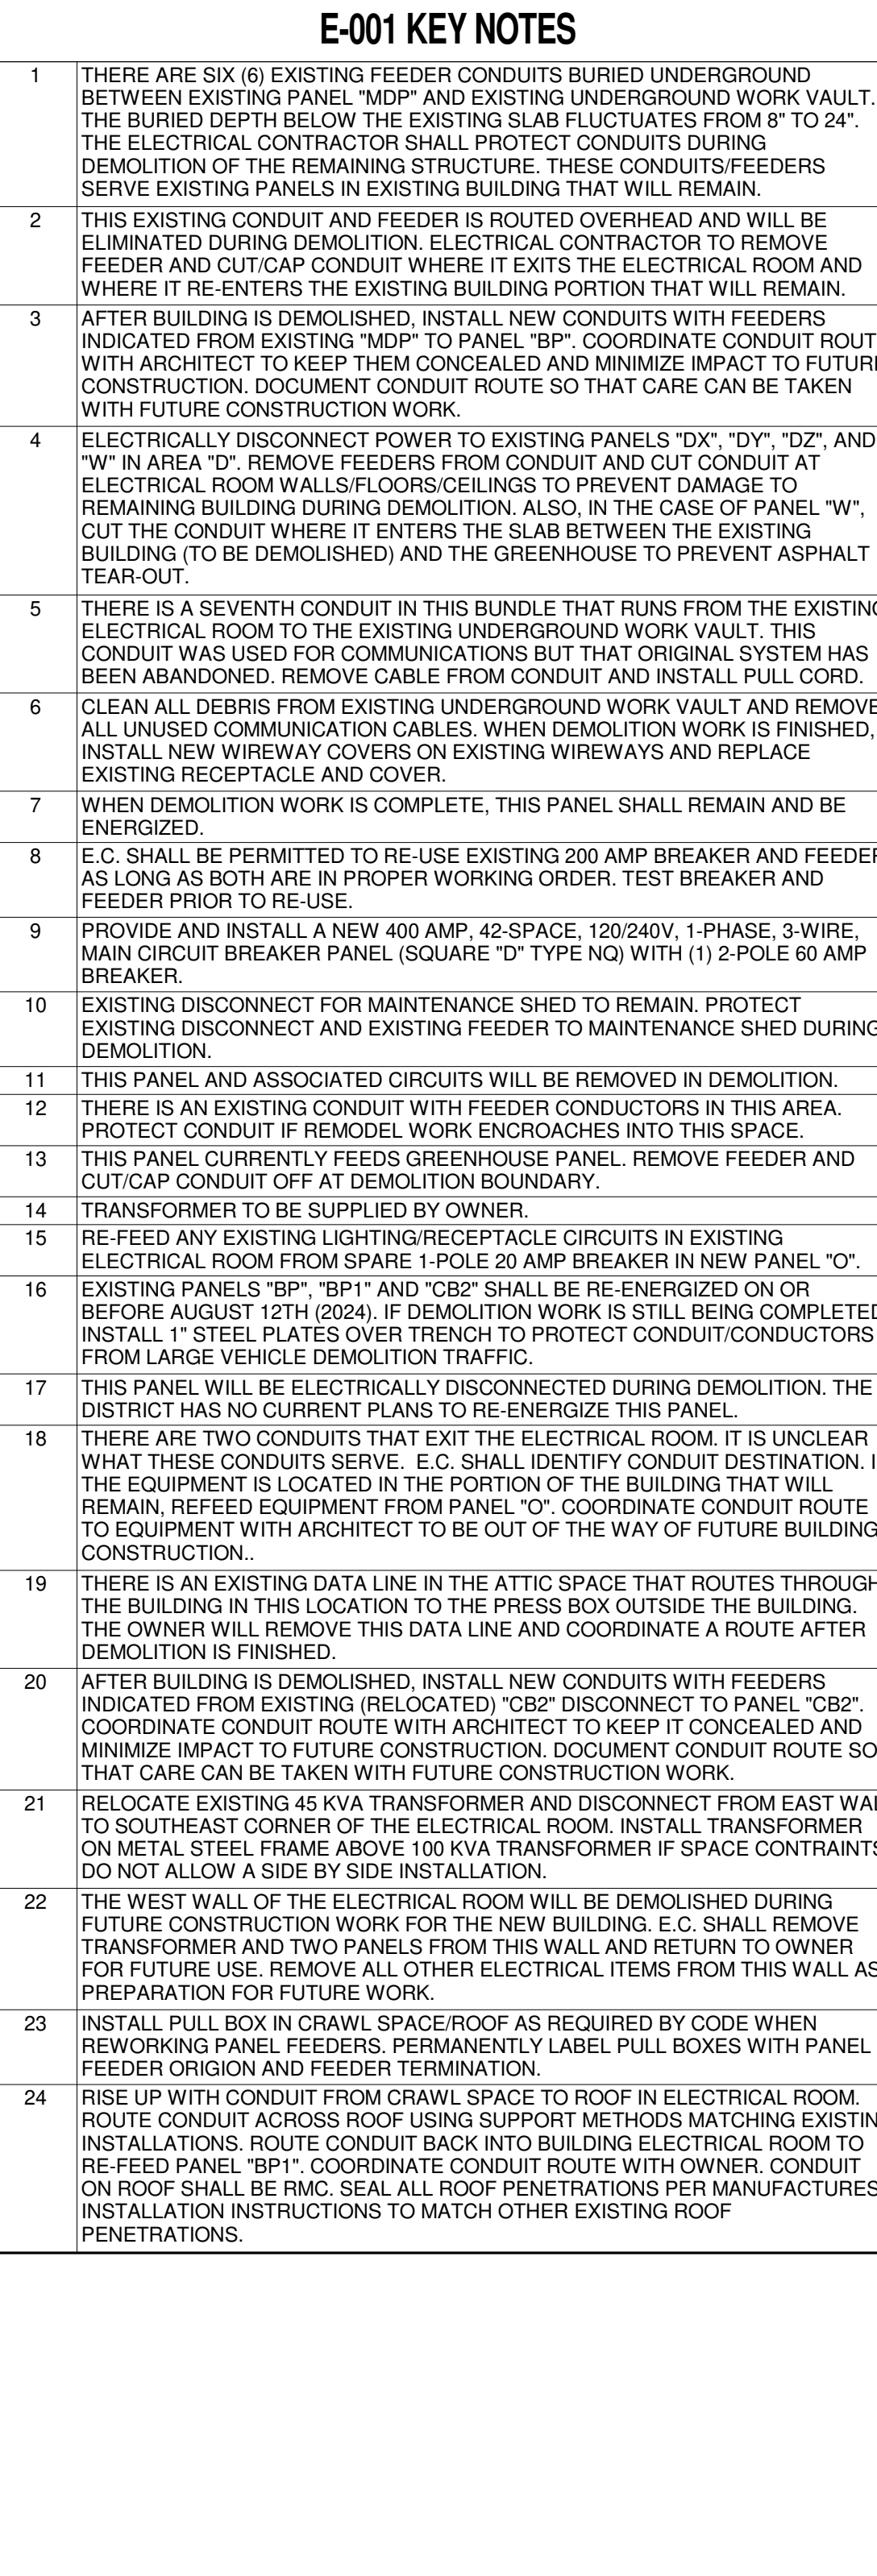 E-001 KEY NOTES
1 THERE ARE SIX (6) EXISTING FEEDER CONDUITS BURIED UNDERGROUND
BETWEEN EXISTING PANEL "MDP" AND EXISTING UNDERGROUND WORK VAULT.
THE BURIED DEPTH BELOW THE EXISTING SLAB FLUCTUATES FROM 8" TO 24".
THE ELECTRICAL CONTRACTOR SHALL PROTECT CONDUITS DURING
DEMOLITION OF THE REMAINING STRUCTURE. THESE CONDUITS/FEEDERS
SERVE EXISTING PANELS IN EXISTING BUILDING THAT WILL REMAIN.
2 THIS EXISTING CONDUIT AND FEEDER IS ROUTED OVERHEAD AND WILL BE
ELIMINATED DURING DEMOLITION. ELECTRICAL CONTRACTOR TO REMOVE
FEEDER AND CUT/CAP CONDUIT WHERE IT EXITS THE ELECTRICAL ROOM AND
WHERE IT RE-ENTERS THE EXISTING BUILDING PORTION THAT WILL REMAIN.
3 AFTER BUILDING IS DEMOLISHED, INSTALL NEW CONDUITS WITH FEEDERS
INDICATED FROM EXISTING "MDP" TO PANEL "BP". COORDINATE CONDUIT ROUT
WITH ARCHITECT TO KEEP THEM CONCEALED AND MINIMIZE IMPACT TO FUTURE
CONSTRUCTION. DOCUMENT CONDUIT ROUTE SO THAT CARE CAN BE TAKEN
WITH FUTURE CONSTRUCTION WORK.
4 ELECTRICALLY DISCONNECT POWER TO EXISTING PANELS "DX", "DY", "DZ", AND
"W" IN AREA "D". REMOVE FEEDERS FROM CONDUIT AND CUT CONDUIT AT
ELECTRICAL ROOM WALLS/FLOORS/CEILINGS TO PREVENT DAMAGE TO
REMAINING BUILDING DURING DEMOLITION. ALSO, IN THE CASE OF PANEL "W",
CUT THE CONDUIT WHERE IT ENTERS THE SLAB BETWEEN THE EXISTING
BUILDING (TO BE DEMOLISHED) AND THE GREENHOUSE TO PREVENT ASPHALT
TEAR-OUT.
5 THERE IS A SEVENTH CONDUIT IN THIS BUNDLE THAT RUNS FROM THE EXISTING
ELECTRICAL ROOM TO THE EXISTING UNDERGROUND WORK VAULT. THIS
CONDUIT WAS USED FOR COMMUNICATIONS BUT THAT ORIGINAL SYSTEM HAS
BEEN ABANDONED. REMOVE CABLE FROM CONDUIT AND INSTALL PULL CORD.
6 CLEAN ALL DEBRIS FROM EXISTING UNDERGROUND WORK VAULT AND REMOVE
ALL UNUSED COMMUNICATION CABLES. WHEN DEMOLITION WORK IS FINISHED,
INSTALL NEW WIREWAY COVERS ON EXISTING WIREWAYS AND REPLACE
EXISTING RECEPTACLE AND COVER.
7 WHEN DEMOLITION WORK IS COMPLETE, THIS PANEL SHALL REMAIN AND BE
ENERGIZED.
8 E.C. SHALL BE PERMITTED TO RE-USE EXISTING 200 AMP BREAKER AND FEEDER
AS LONG AS BOTH ARE IN PROPER WORKING ORDER. TEST BREAKER AND
FEEDER PRIOR TO RE-USE.
9 PROVIDE AND INSTALL A NEW 400 AMP, 42-SPACE, 120/240V, 1-PHASE, 3-WIRE,
MAIN CIRCUIT BREAKER PANEL (SQUARE "D" TYPE NQ) WITH (1) 2-POLE 60 AMP
BREAKER.
10 EXISTING DISCONNECT FOR MAINTENANCE SHED TO REMAIN. PROTECT
EXISTING DISCONNECT AND EXISTING FEEDER TO MAINTENANCE SHED DURING
DEMOLITION.
11 THIS PANEL AND ASSOCIATED CIRCUITS WILL BE REMOVED IN DEMOLITION.
12 THERE IS AN EXISTING CONDUIT WITH FEEDER CONDUCTORS IN THIS AREA.
PROTECT CONDUIT IF REMODEL WORK ENCROACHES INTO THIS SPACE.
13 THIS PANEL CURRENTLY FEEDS GREENHOUSE PANEL. REMOVE FEEDER AND
CUT/CAP CONDUIT OFF AT DEMOLITION BOUNDARY.
14 TRANSFORMER TO BE SUPPLIED BY OWNER.
15 RE-FEED ANY EXISTING LIGHTING/RECEPTACLE CIRCUITS IN EXISTING
ELECTRICAL ROOM FROM SPARE 1-POLE 20 AMP BREAKER IN NEW PANEL "O".
16 EXISTING PANELS "BP", "BP1" AND "CB2" SHALL BE RE-ENERGIZED ON OR
BEFORE AUGUST 12TH (2024). IF DEMOLITION WORK IS STILL BEING COMPLETED
INSTALL 1" STEEL PLATES OVER TRENCH TO PROTECT CONDUIT/CONDUCTORS
FROM LARGE VEHICLE DEMOLITION TRAFFIC.
17 THIS PANEL WILL BE ELECTRICALLY DISCONNECTED DURING DEMOLITION. THE
DISTRICT HAS NO CURRENT PLANS TO RE-ENERGIZE THIS PANEL.
18 THERE ARE TWO CONDUITS THAT EXIT THE ELECTRICAL ROOM. IT IS UNCLEAR
WHAT THESE CONDUITS SERVE. E.C. SHALL IDENTIFY CONDUIT DESTINATION. I
THE EQUIPMENT IS LOCATED IN THE PORTION OF THE BUILDING THAT WILL
REMAIN, REFEED EQUIPMENT FROM PANEL "O". COORDINATE CONDUIT ROUTE
TO EQUIPMENT WITH ARCHITECT TO BE OUT OF THE WAY OF FUTURE BUILDING
CONSTRUCTION..
19 THERE IS AN EXISTING DATA LINE IN THE ATTIC SPACE THAT ROUTES THROUGH
THE BUILDING IN THIS LOCATION TO THE PRESS BOX OUTSIDE THE BUILDING.
THE OWNER WILL REMOVE THIS DATA LINE AND COORDINATE A ROUTE AFTER
DEMOLITION IS FINISHED.
20 AFTER BUILDING IS DEMOLISHED, INSTALL NEW CONDUITS WITH FEEDERS
INDICATED FROM EXISTING (RELOCATED) "CB2" DISCONNECT TO PANEL "CB2".
COORDINATE CONDUIT ROUTE WITH ARCHITECT TO KEEP IT CONCEALED AND
MINIMIZE IMPACT TO FUTURE CONSTRUCTION. DOCUMENT CONDUIT ROUTE SO
THAT CARE CAN BE TAKEN WITH FUTURE CONSTRUCTION WORK.
21 RELOCATE EXISTING 45 KVA TRANSFORMER AND DISCONNECT FROM EAST WAL
TO SOUTHEAST CORNER OF THE ELECTRICAL ROOM. INSTALL TRANSFORMER
ON METAL STEEL FRAME ABOVE 100 KVA TRANSFORMER IF SPACE CONTRAINTS
DO NOT ALLOW A SIDE BY SIDE INSTALLATION.
22 THE WEST WALL OF THE ELECTRICAL ROOM WILL BE DEMOLISHED DURING
FUTURE CONSTRUCTION WORK FOR THE NEW BUILDING. E.C. SHALL REMOVE
TRANSFORMER AND TWO PANELS FROM THIS WALL AND RETURN TO OWNER
FOR FUTURE USE. REMOVE ALL OTHER ELECTRICAL ITEMS FROM THIS WALL AS
PREPARATION FOR FUTURE WORK.
23 INSTALL PULL BOX IN CRAWL SPACE/ROOF AS REQUIRED BY CODE WHEN
REWORKING PANEL FEEDERS. PERMANENTLY LABEL PULL BOXES WITH PANEL
FEEDER ORIGION AND FEEDER TERMINATION.
24 RISE UP WITH CONDUIT FROM CRAWL SPACE TO ROOF IN ELECTRICAL ROOM.
ROUTE CONDUIT ACROSS ROOF USING SUPPORT METHODS MATCHING EXISTIN
INSTALLATIONS. ROUTE CONDUIT BACK INTO BUILDING ELECTRICAL ROOM TO
RE-FEED PANEL "BP1". COORDINATE CONDUIT ROUTE WITH OWNER. CONDUIT
ON ROOF SHALL BE RMC. SEAL ALL ROOF PENETRATIONS PER MANUFACTURES
INSTALLATION INSTRUCTIONS TO MATCH OTHER EXISTING ROOF
PENETRATIONS.